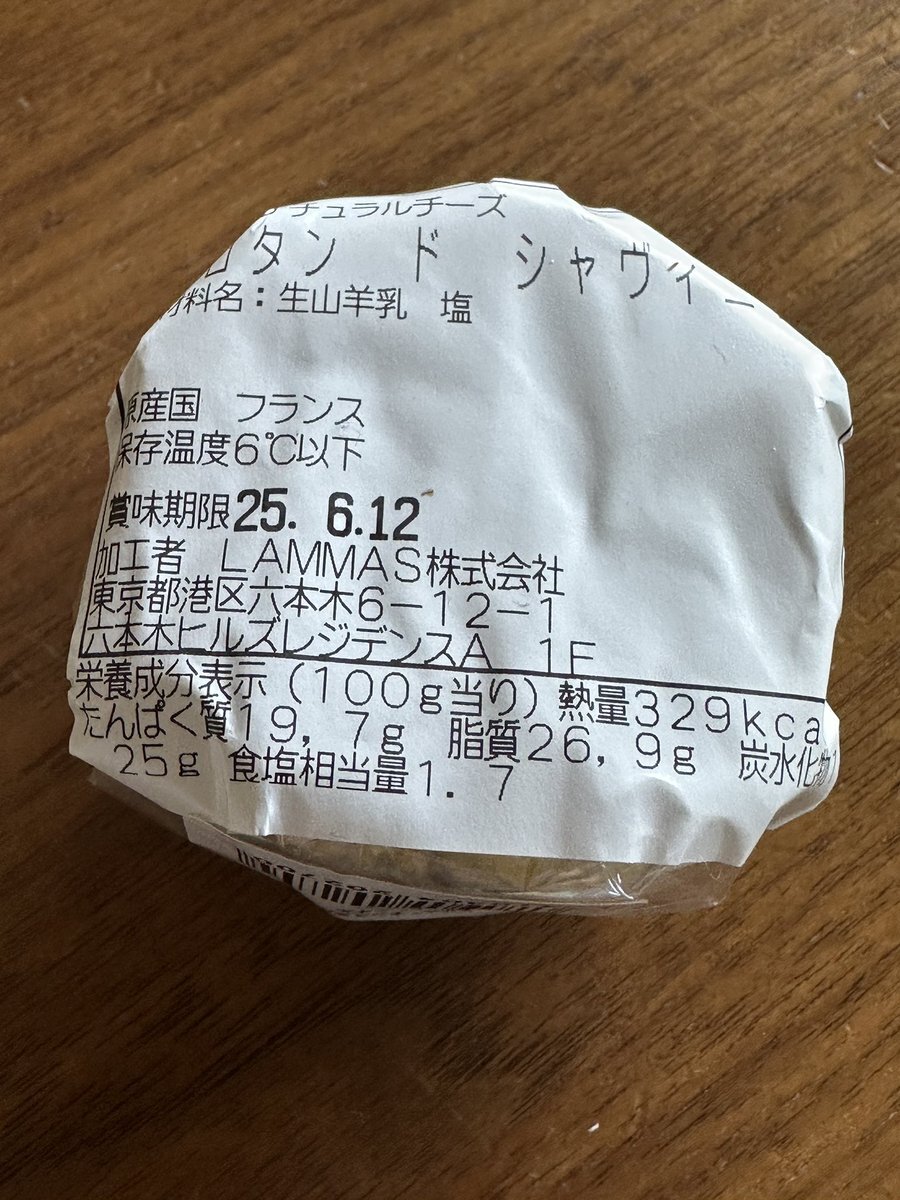 チュラルチーズ
ロタン ド シャヴィニ
材料名：生山羊乳 塩
原産国 フランス
保存温度6℃以下
賞味期限25. 6.12
加工者 LAMMAS株式会社
東京都港区六本木6－12－1
六本木ヒルズレジデンスA 1F
栄養成分表示（100g当り）熱量329kca
たんぱく質19，7g 脂質26，9g 炭水化物
25g 食塩相当量1．7